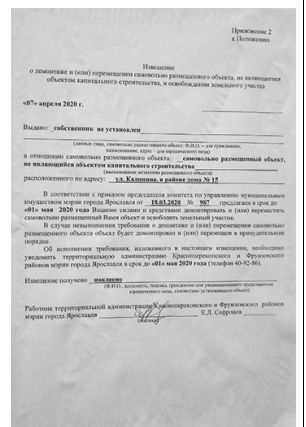 Приложение 2
к Положению
Извещение
о демонтаже и (или) перемещении самовольно размещенного объекта, не являющегося
объектом капитального строительства, и освобождении земельного участка
«07» апреля 2020 г.
Выдано: собственник не установлен
(данные лица, самовольно разместившего объект: Ф.И.О. – для гражданина;
наименование, адрес – для юридического лица)
в отношении самовольно размещенного объекта: самовольно размещенный объект,
не являющийся объектом капитального строительства
(наименование незаконно размещенного объекта)
расположенного по адресу: ул. Калинина, в районе дома № 15
В соответствии с приказом председателя комитета по управлению муниципальным
имуществом мэрии города Ярославля от 18.03.2020 № 987 предлагаем в срок до
«01» мая 2020 года Вашими силами и средствами демонтировать и (или) переместить
самовольно размещенный Вами объект и освободить земельный участок.
В случае невыполнения требования о демонтаже и (или) перемещении самовольно
размещенного объекта объект будет демонтирован и (или) перемещен в принудительном
порядке.
Об исполнении требования, изложенного в настоящем извещении, необходимо
уведомить территориальную администрацию Красноперекопского и Фрунзенского
районов мэрии города Ярославля в срок до «01» мая 2020 года (телефон 40-92-86).
Извещение получено наклеено
(Ф.И.О., должность, подпись гражданина или уполномоченного представителя
юридического лица, самовольно установившего объект)
Работник территориальной администрации Красноперекопского и Фрунзенского районов
мэрии города Ярославля Е.Л. Софронов
(подпись)